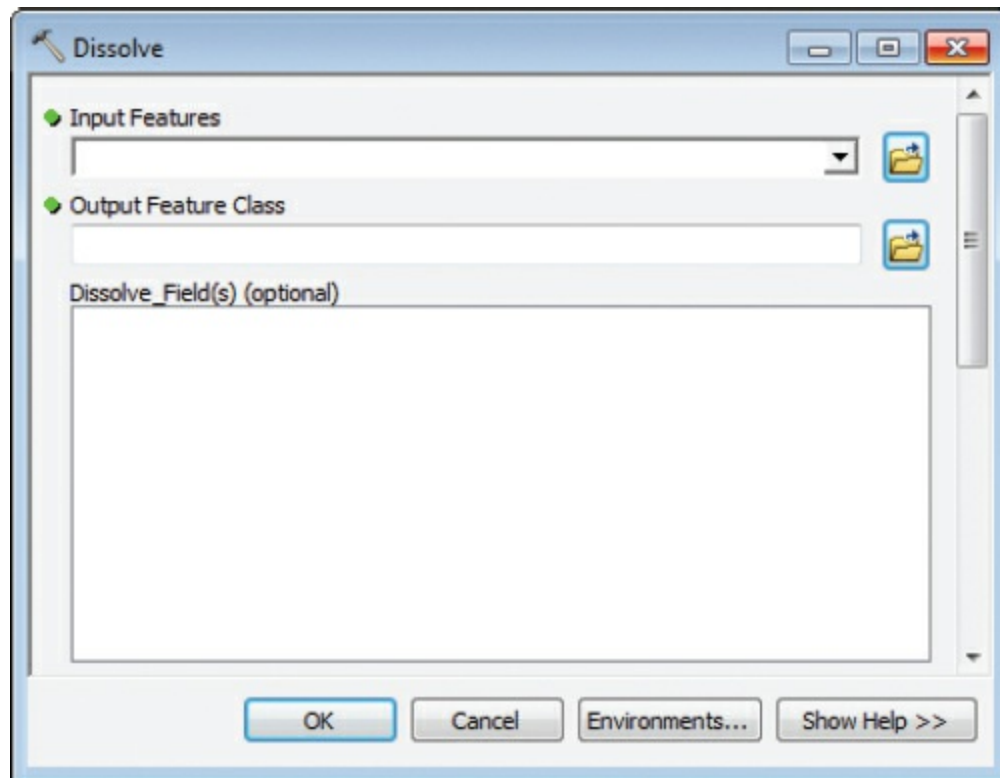 Dissolve
Input Features
Output Feature Class
Dissolve_Field(s) (optional)
OK Cancel Environments... Show Help >>